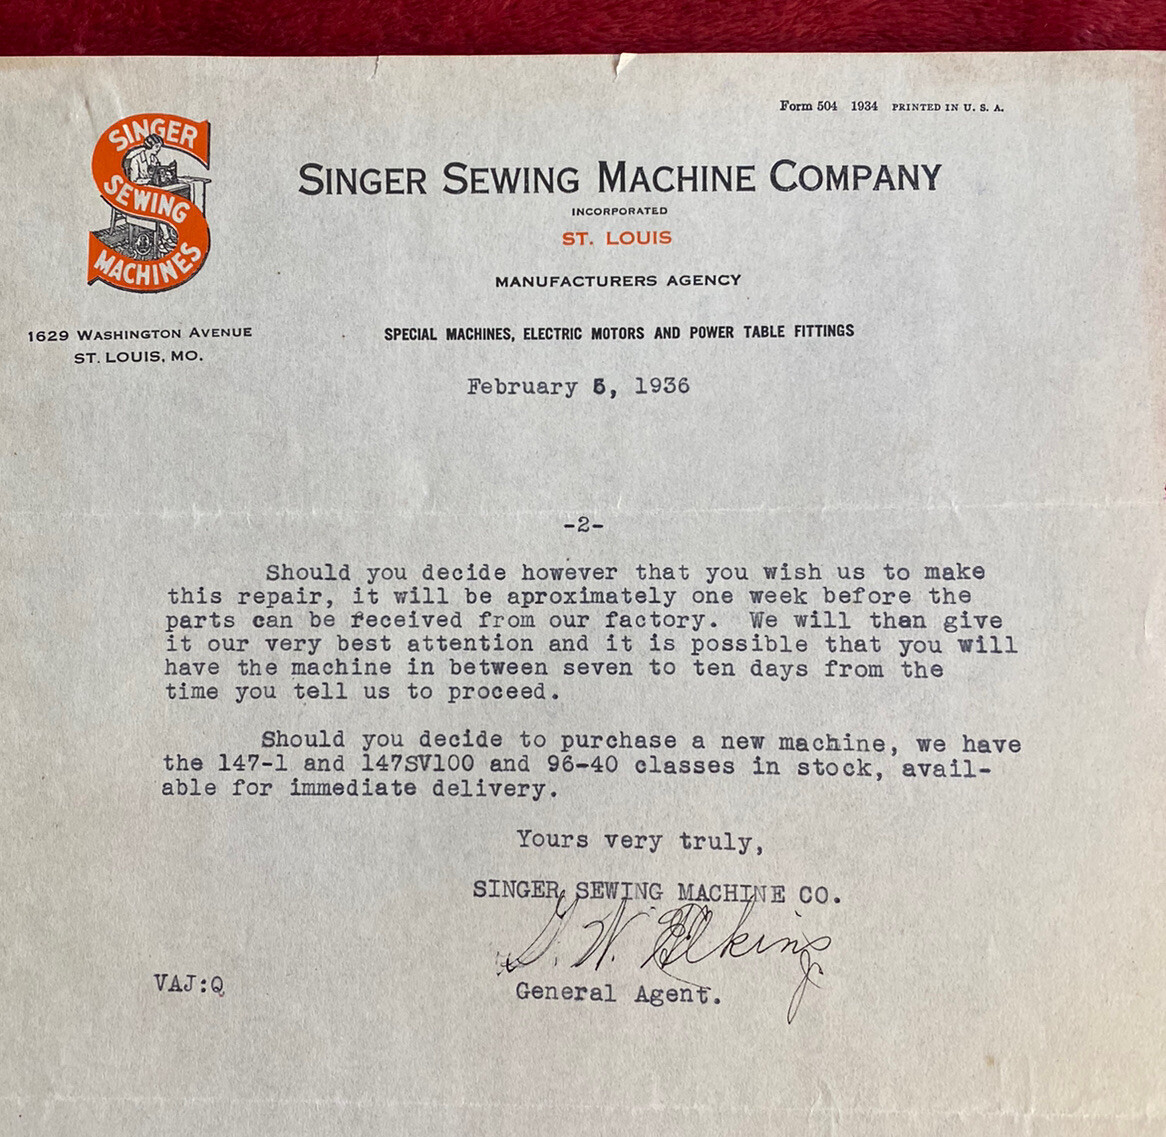 Form 504 1934 PRINTED IN U. S. A.
SINGER
SEWING
MACHINES
SINGER SEWING MACHINE COMPANY
INCORPORATED
ST. LOUIS
MANUFACTURERS AGENCY
1629 WASHINGTON AVENUE
ST. LOUIS, MO.
SPECIAL MACHINES, ELECTRIC MOTORS AND POWER TABLE FITTINGS
February 5, 1936
-2-
Should you decide however that you wish us to make
this repair, it will be aproximately one week before the
parts can be received from our factory. We will than give
it our very best attention and it is possible that you will
have the machine in between seven to ten days from the
time you tell us to proceed.
Should you decide to purchase a new machine, we have
the 147-1 and 147SV100 and 96-40 classes in stock, avail-
able for immediate delivery.
Yours very truly,
SINGER SEWING MACHINE CO.
W. Elkins
General Agent.
VAJ:Q